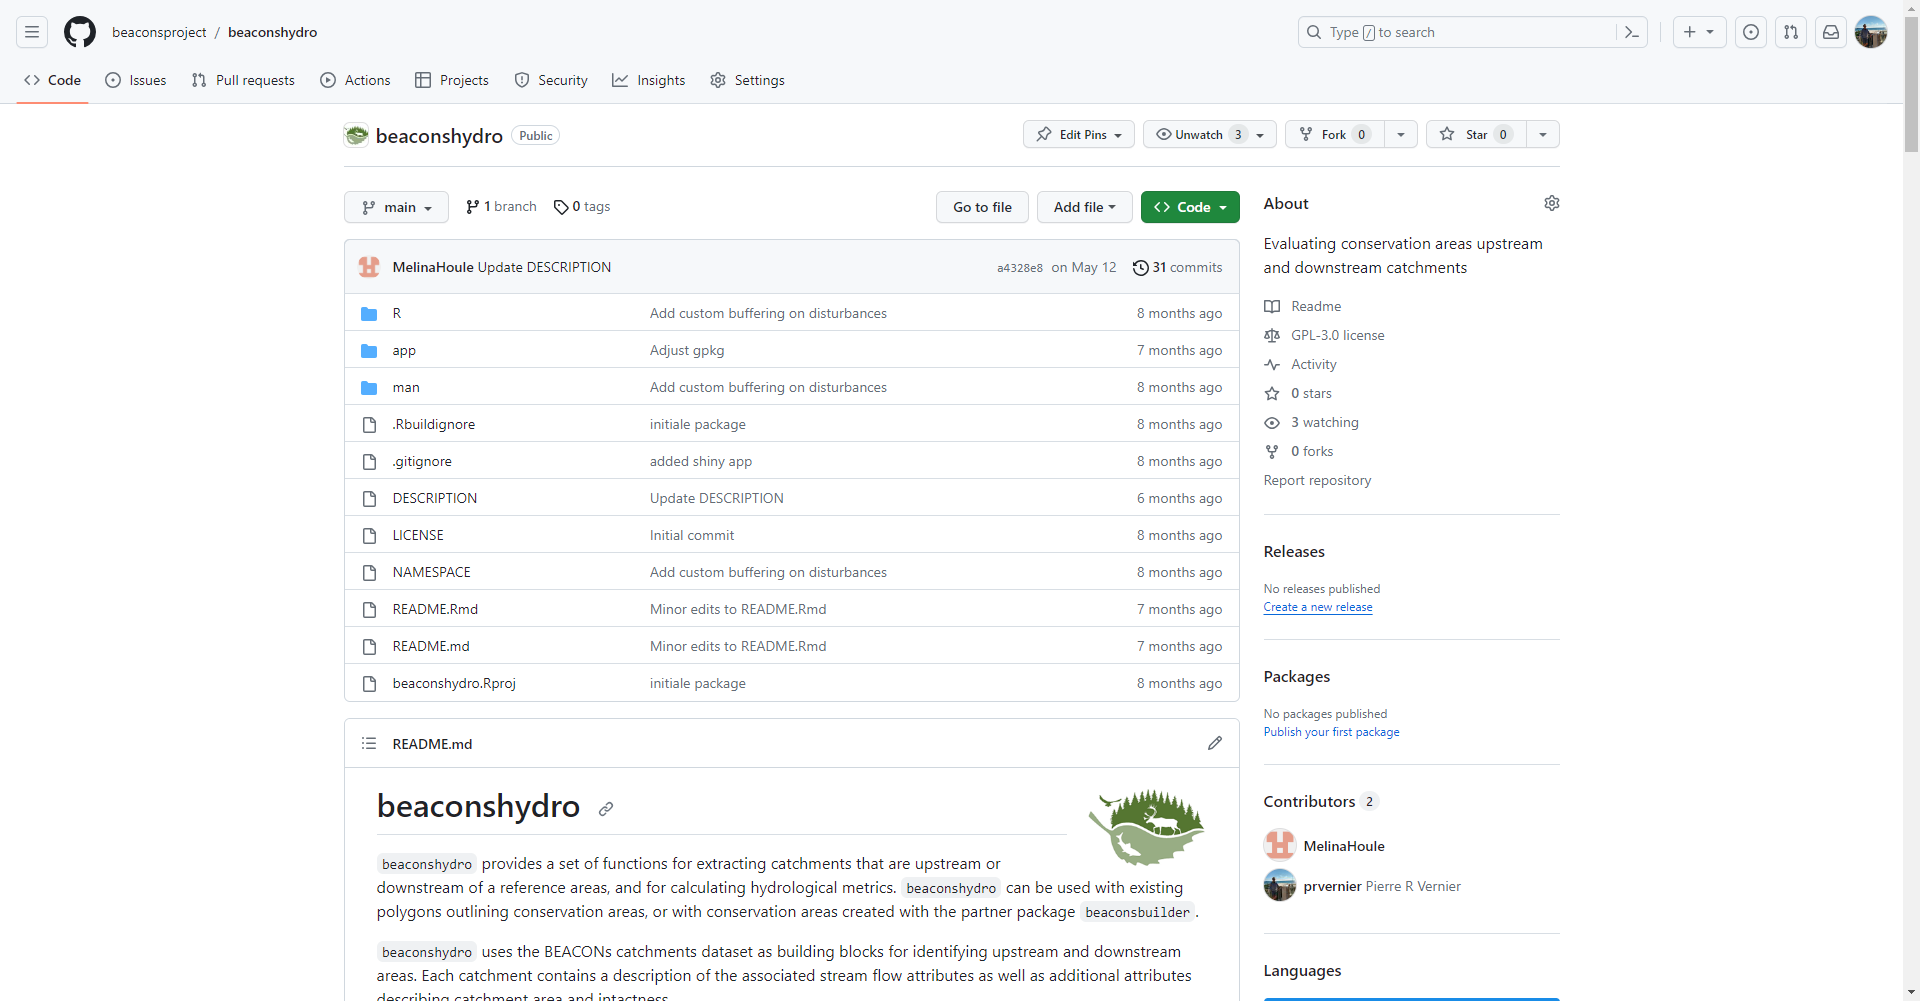 beaconsproject / beaconshydro
Type / to search
Code Issues Pull requests Actions Projects Security Insights Settings
beaconshydro Public
Edit Pins Unwatch 3 Fork 0 Star 0
main 1 branch 0 tags Go to file Add file Code
MelinaHoule Update DESCRIPTION a4328e8 on May 12 31 commits
R Add custom buffering on disturbances 8 months ago
app Adjust gpkg 7 months ago
man Add custom buffering on disturbances 8 months ago
.Rbuildignore initiale package 8 months ago
.gitignore added shiny app 8 months ago
DESCRIPTION Update DESCRIPTION 6 months ago
LICENSE Initial commit 8 months ago
NAMESPACE Add custom buffering on disturbances 8 months ago
README.Rmd Minor edits to README.Rmd 7 months ago
README.md Minor edits to README.Rmd 7 months ago
beaconshydro.Rproj initiale package 8 months ago
README.md
beaconshydro
beaconshydro provides a set of functions for extracting catchments that are upstream or
downstream of a reference areas, and for calculating hydrological metrics. beaconshydro can be used with existing
polygons outlining conservation areas, or with conservation areas created with the partner package beaconsbuilder.
beaconshydro uses the BEACONs catchments dataset as building blocks for identifying upstream and downstream
areas. Each catchment contains a description of the associated stream flow attributes as well as additional attributes
describing catchment area and intactness.
About
Evaluating conservation areas upstream
and downstream catchments
Readme
GPL-3.0 license
Activity
0 stars
3 watching
0 forks
Report repository
Releases
No releases published
Create a new release
Packages
No packages published
Publish your first package
Contributors 2
MelinaHoule
prvernier Pierre R Vernier
Languages